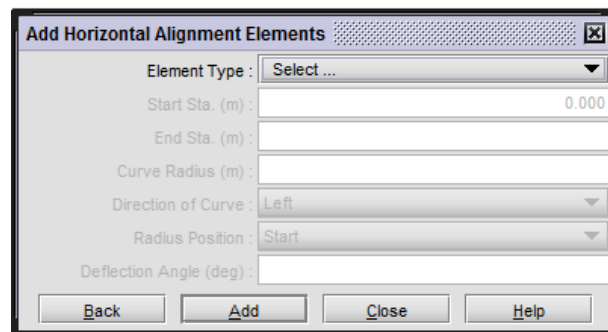 Add Horizontal Alignment Elements
Element Type : Select ...
Start Sta. (m) : 0.000
End Sta. (m) :
Curve Radius (m) :
Direction of Curve : Left
Radius Position : Start
Deflection Angle (deg) :
Back Add Close Help